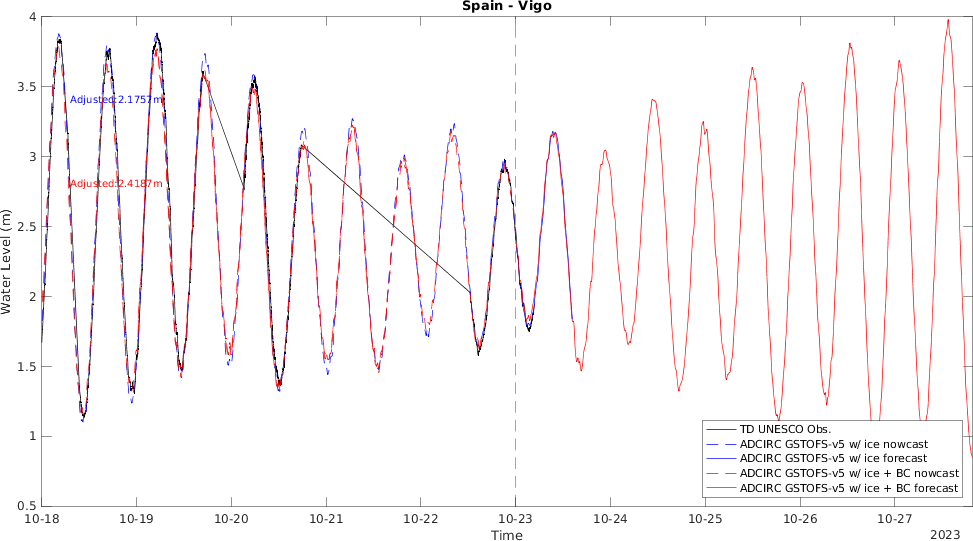 Spain - Vigo
4
3.5
3
2.5
2
1.5
1
0.5
Water Level (m)
Adjusted:2.1757m
Adjusted:2.4187m
TD UNESCO Obs.
ADCIRC GSTOFS-v5 w/ ice nowcast
ADCIRC GSTOFS-v5 w/ ice forecast
ADCIRC GSTOFS-v5 w/ ice + BC nowcast
ADCIRC GSTOFS-v5 w/ ice + BC forecast
10-18 10-19 10-20 10-21 10-22 10-23 10-24 10-25 10-26 10-27
Time
2023